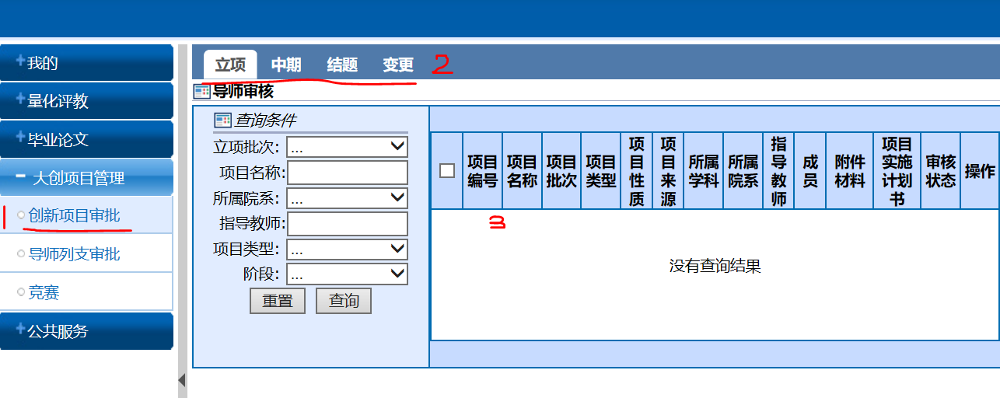 我的
量化评教
毕业论文
大创项目管理
1 创新项目审批
导师列支审批
竞赛
公共服务
立项 中期 结题 变更 2
导师审核
查询条件
立项批次: ...
项目名称:
所属院系: ...
指导教师:
项目类型: ...
阶段: ...
重置 查询
项目编号 项目名称 项目批次 项目类型 项目性质 项目来源 所属学科 所属院系 指导教师 成员 附件材料 项目实施计划书 审核状态 操作
3
没有查询结果